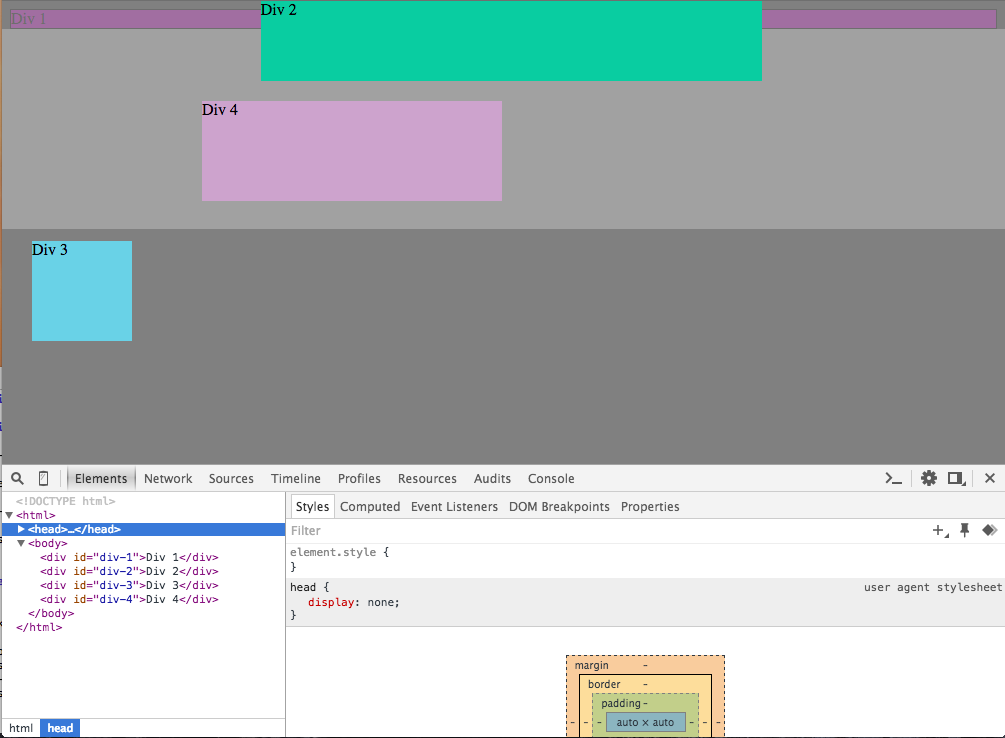 Div 1
Div 2
Div 4
Div 3
Elements Network Sources Timeline Profiles Resources Audits Console
<!DOCTYPE html>
<html>
<head>…</head>
<body>
<div id="div-1">Div 1</div>
<div id="div-2">Div 2</div>
<div id="div-3">Div 3</div>
<div id="div-4">Div 4</div>
</body>
</html>
html head
Styles Computed Event Listeners DOM Breakpoints Properties
Filter
element.style {
}
head { user agent stylesheet
display: none;
}
margin -
border -
padding -
- - - auto × auto - - -